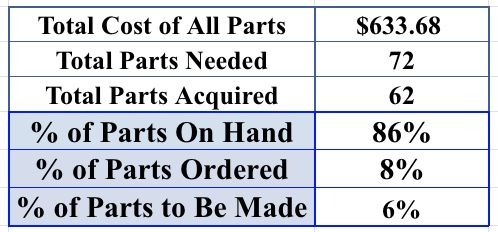 Total Cost of All Parts $633.68
Total Parts Needed 72
Total Parts Acquired 62
% of Parts On Hand 86%
% of Parts Ordered 8%
% of Parts to Be Made 6%